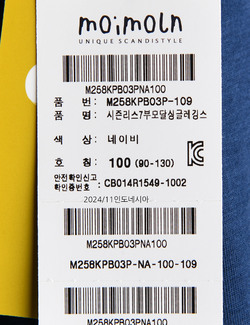 moimoln
UNIQUE SCANDISTYLE
M258KPB03PNA100
품 번: M258KPB03P-109
품 명: 시즌리스7부모달싱글레깅스
색 상: 네이비
호 칭: 100 (90-130)
안전확인신고
확인증번호 : CB014R1549-1002
2024/11인도네시아
M258KPB03PNA100
M258KPB03P-NA-100-109
M258KPB03PNA100